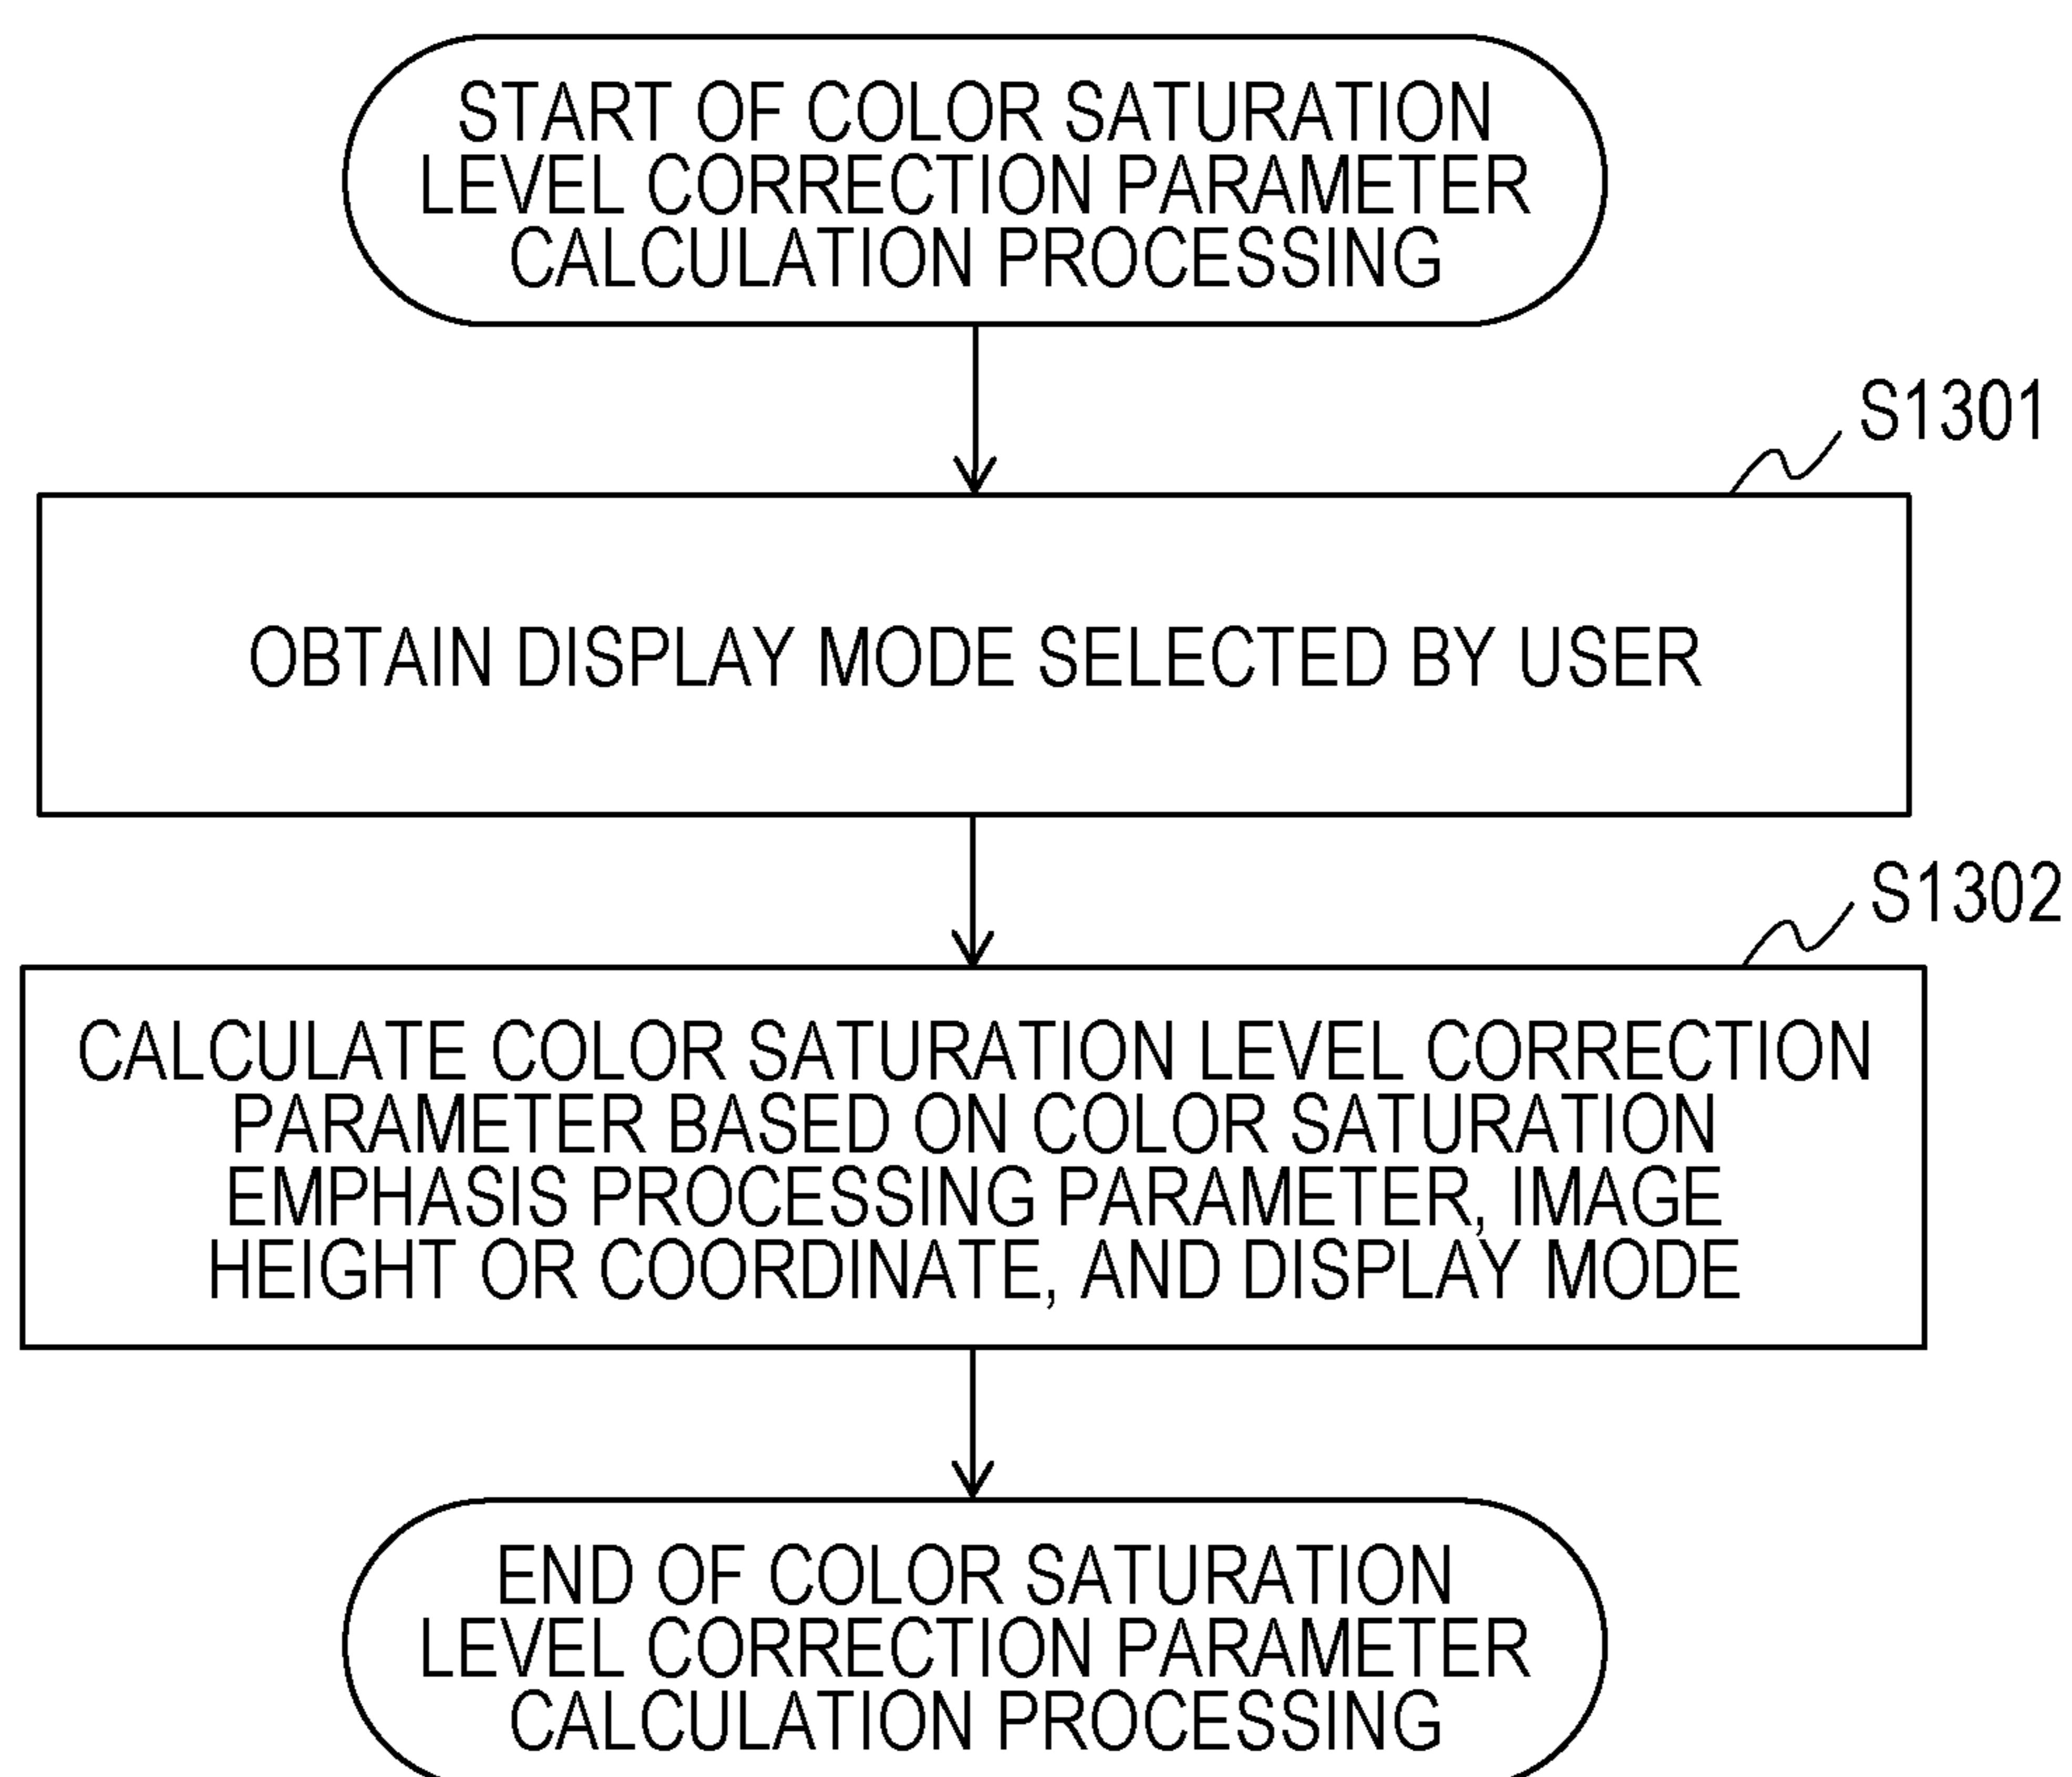 START OF COLOR SATURATION
LEVEL CORRECTION PARAMETER
CALCULATION PROCESSING
S1301
OBTAIN DISPLAY MODE SELECTED BY USER
S1302
CALCULATE COLOR SATURATION LEVEL CORRECTION
PARAMETER BASED ON COLOR SATURATION
EMPHASIS PROCESSING PARAMETER, IMAGE
HEIGHT OR COORDINATE, AND DISPLAY MODE
END OF COLOR SATURATION
LEVEL CORRECTION PARAMETER
CALCULATION PROCESSING